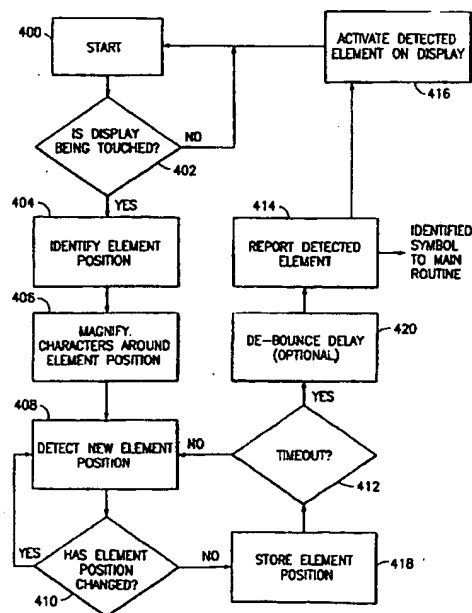 400
START
ACTIVATE DETECTED
ELEMENT ON DISPLAY
416
IS
DISPLAY
BEING TOUCHED?
NO
402
YES
404
IDENTIFY ELEMENT
POSITION
414
REPORT DETECTED
ELEMENT
IDENTIFIED
SYMBOL
TO MAIN
ROUTINE
406
MAGNIFY.
CHARACTERS AROUND
ELEMENT POSITION
420
DE-BOUNCE DELAY
(OPTIONAL)
YES
408
DETECT NEW ELEMENT
POSITION
NO
TIMEOUT?
412
YES
HAS
ELEMENT
POSITION
CHANGED?
NO
410
STORE ELEMENT
POSITION
418